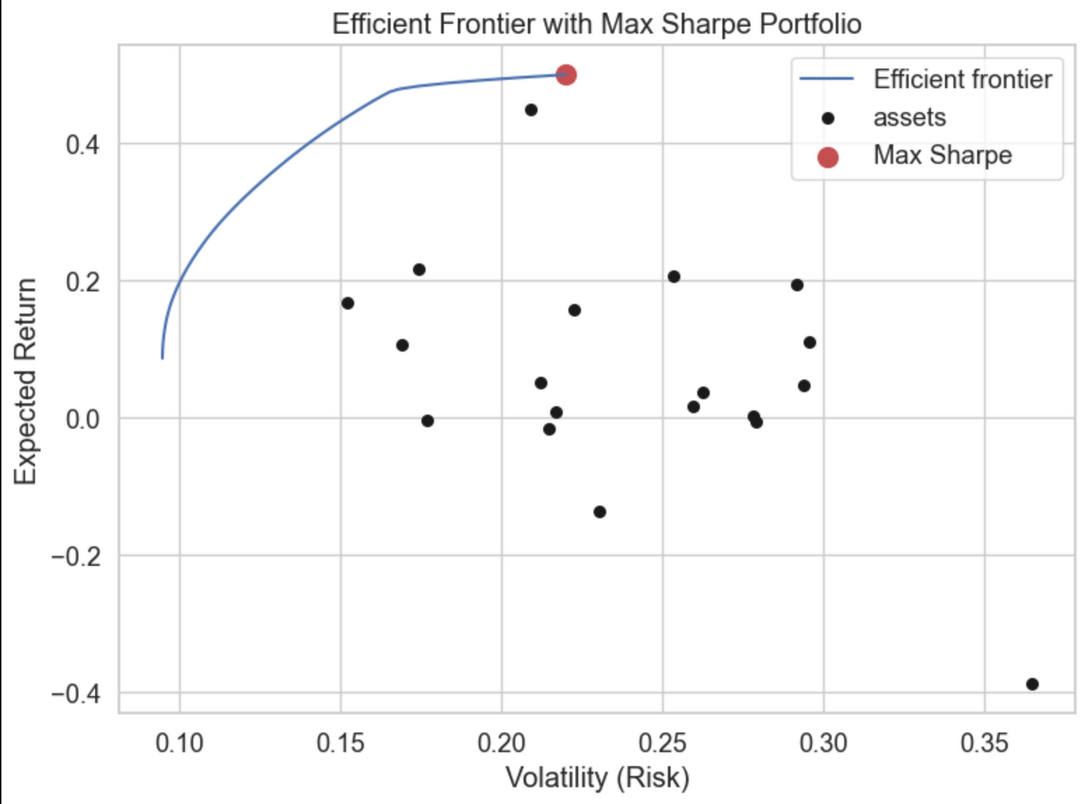 Efficient Frontier with Max Sharpe Portfolio
Efficient frontier
assets
Max Sharpe
Expected Return
0.4
0.2
0.0
−0.2
−0.4
0.10 0.15 0.20 0.25 0.30 0.35
Volatility (Risk)